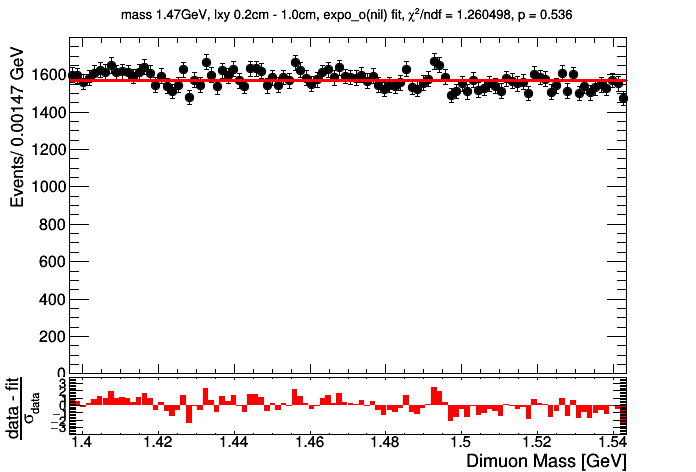 mass 1.47GeV, lxy 0.2cm - 1.0cm, expo_o(nil) fit, χ²/ndf = 1.260498, p = 0.536
Events/ 0.00147 GeV
1600
1400
1200
1000
800
600
400
200
0
data - fit
σdata
3
2
1
0
−1
−2
−3
1.4 1.42 1.44 1.46 1.48 1.5 1.52 1.54
Dimuon Mass [GeV]